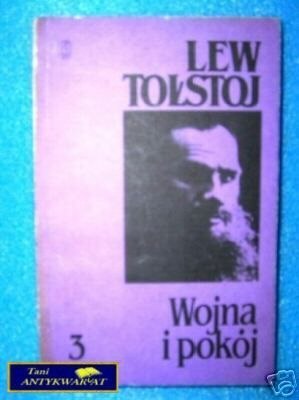 LEW
TOŁSTOJ
Wojna
3 i pokój
Tani
ANTYKWARIAT